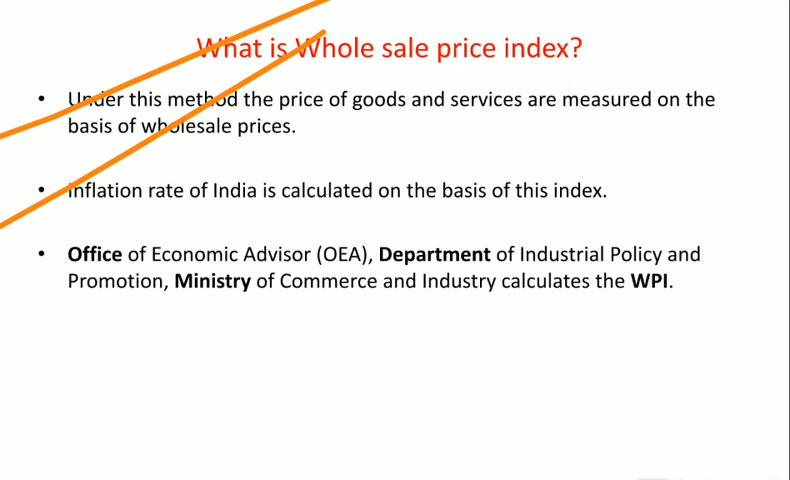 What is Whole sale price index?
• Under this method the price of goods and services are measured on the
basis of wholesale prices.
• Inflation rate of India is calculated on the basis of this index.
• Office of Economic Advisor (OEA), Department of Industrial Policy and
Promotion, Ministry of Commerce and Industry calculates the WPI.